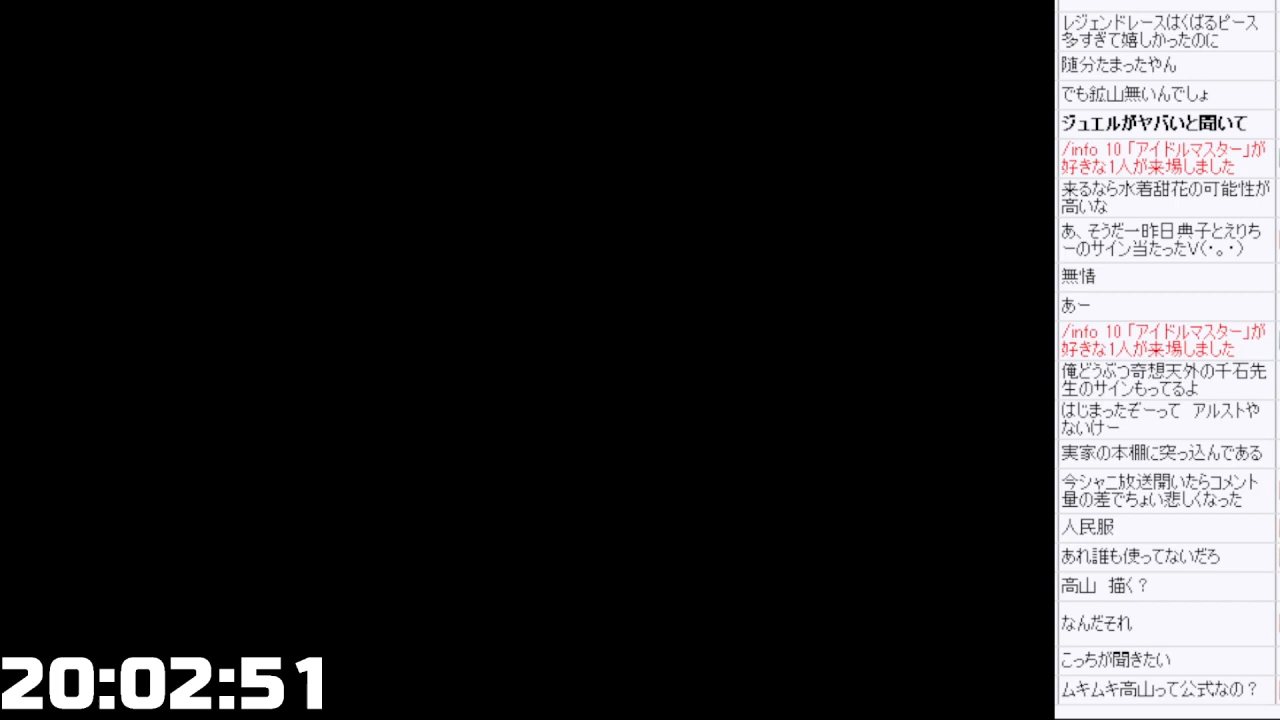 レジェンドレースはくばるピース
多すぎて嬉しかったのに
随分たまったやん
でも鉱山無いんでしょ
ジュエルがヤバいと聞いて
/info 10 「アイドルマスター」が
好きな1人が来場しました
来るなら水着甜花の可能性が
高いな
あ、そうだ一昨日典子とえりち
ーのサイン当たったV(・。・)
無情
あー
/info 10 「アイドルマスター」が
好きな1人が来場しました
俺どうぶつ奇想天外の千石先
生のサインもってるよ
はじまったぞーって　アルストや
ないけー
実家の本棚に突っ込んである
今シャニ放送開いたらコメント
量の差でちょい悲しくなった
人民服
あれ誰も使ってないだろ
高山　描く？
なんだそれ
こっちが聞きたい
ムキムキ高山って公式なの？
20:02:51